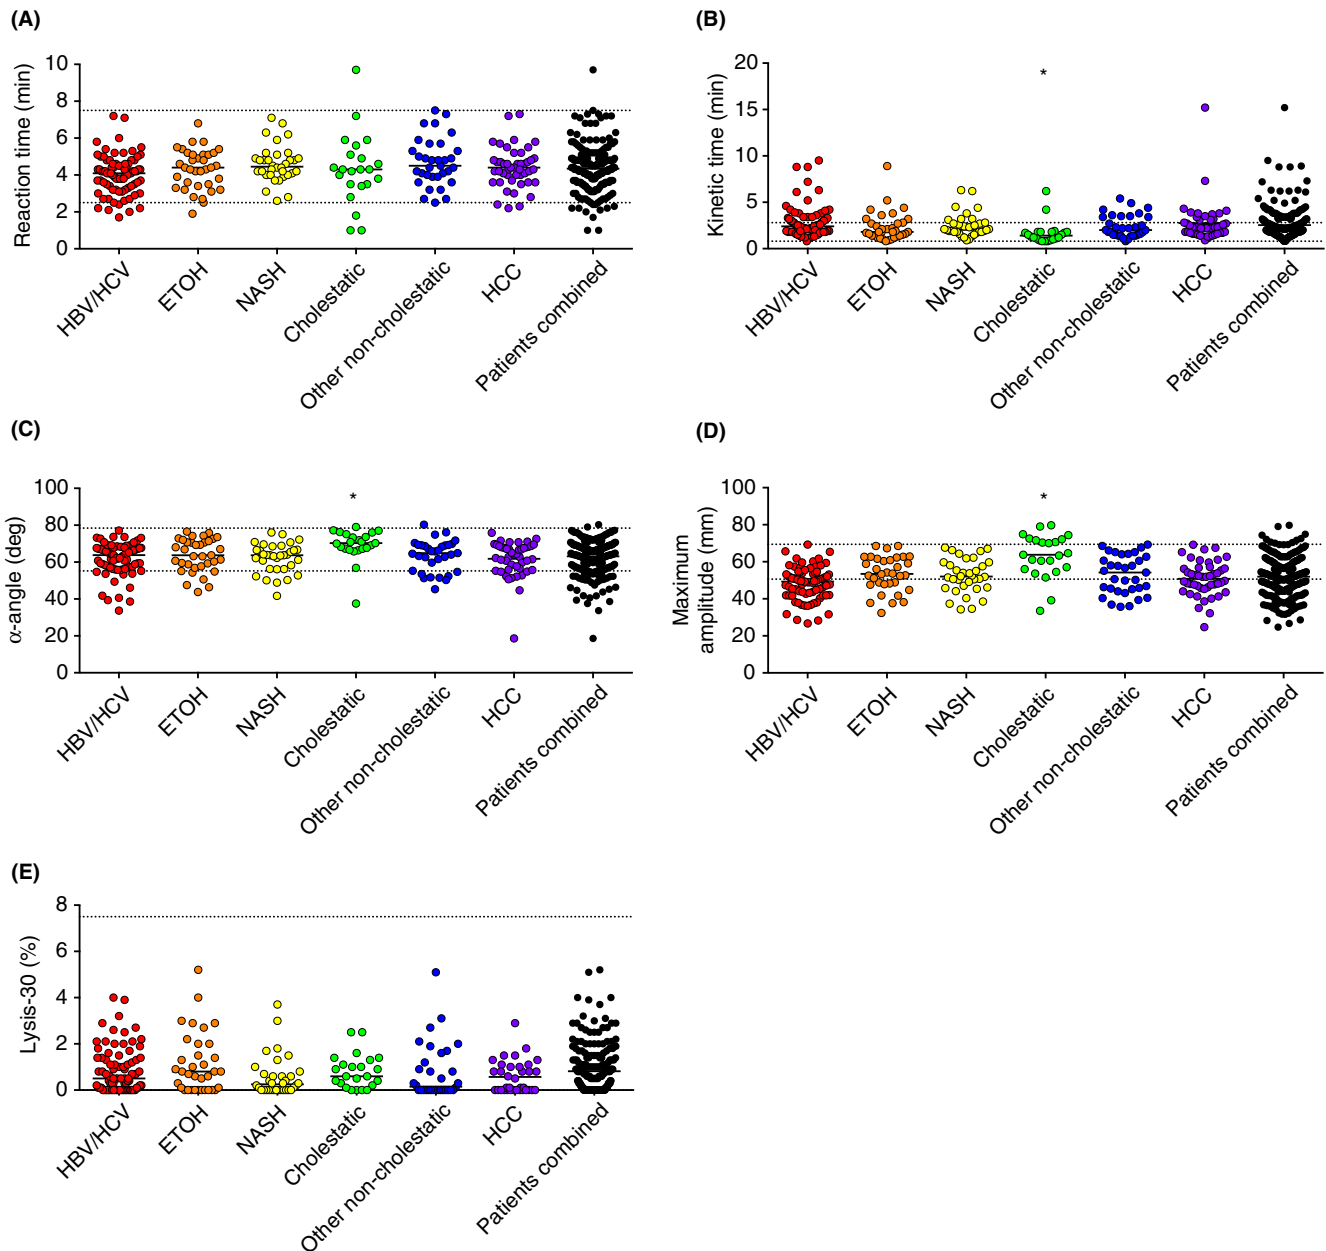 (A)
Reaction time (min)
10
8
6
4
2
0
HBV/HCV
ETOH
NASH
Cholestatic
Other non-cholestatic
HCC
Patients combined
(B)
Kinetic time (min)
20
15
10
5
0
*
HBV/HCV
ETOH
NASH
Cholestatic
Other non-cholestatic
HCC
Patients combined
(C)
α-angle (deg)
100
80
60
40
20
0
*
HBV/HCV
ETOH
NASH
Cholestatic
Other non-cholestatic
HCC
Patients combined
(D)
Maximum
amplitude (mm)
100
80
60
40
20
0
*
HBV/HCV
ETOH
NASH
Cholestatic
Other non-cholestatic
HCC
Patients combined
(E)
Lysis-30 (%)
8
6
4
2
0
HBV/HCV
ETOH
NASH
Cholestatic
Other non-cholestatic
HCC
Patients combined